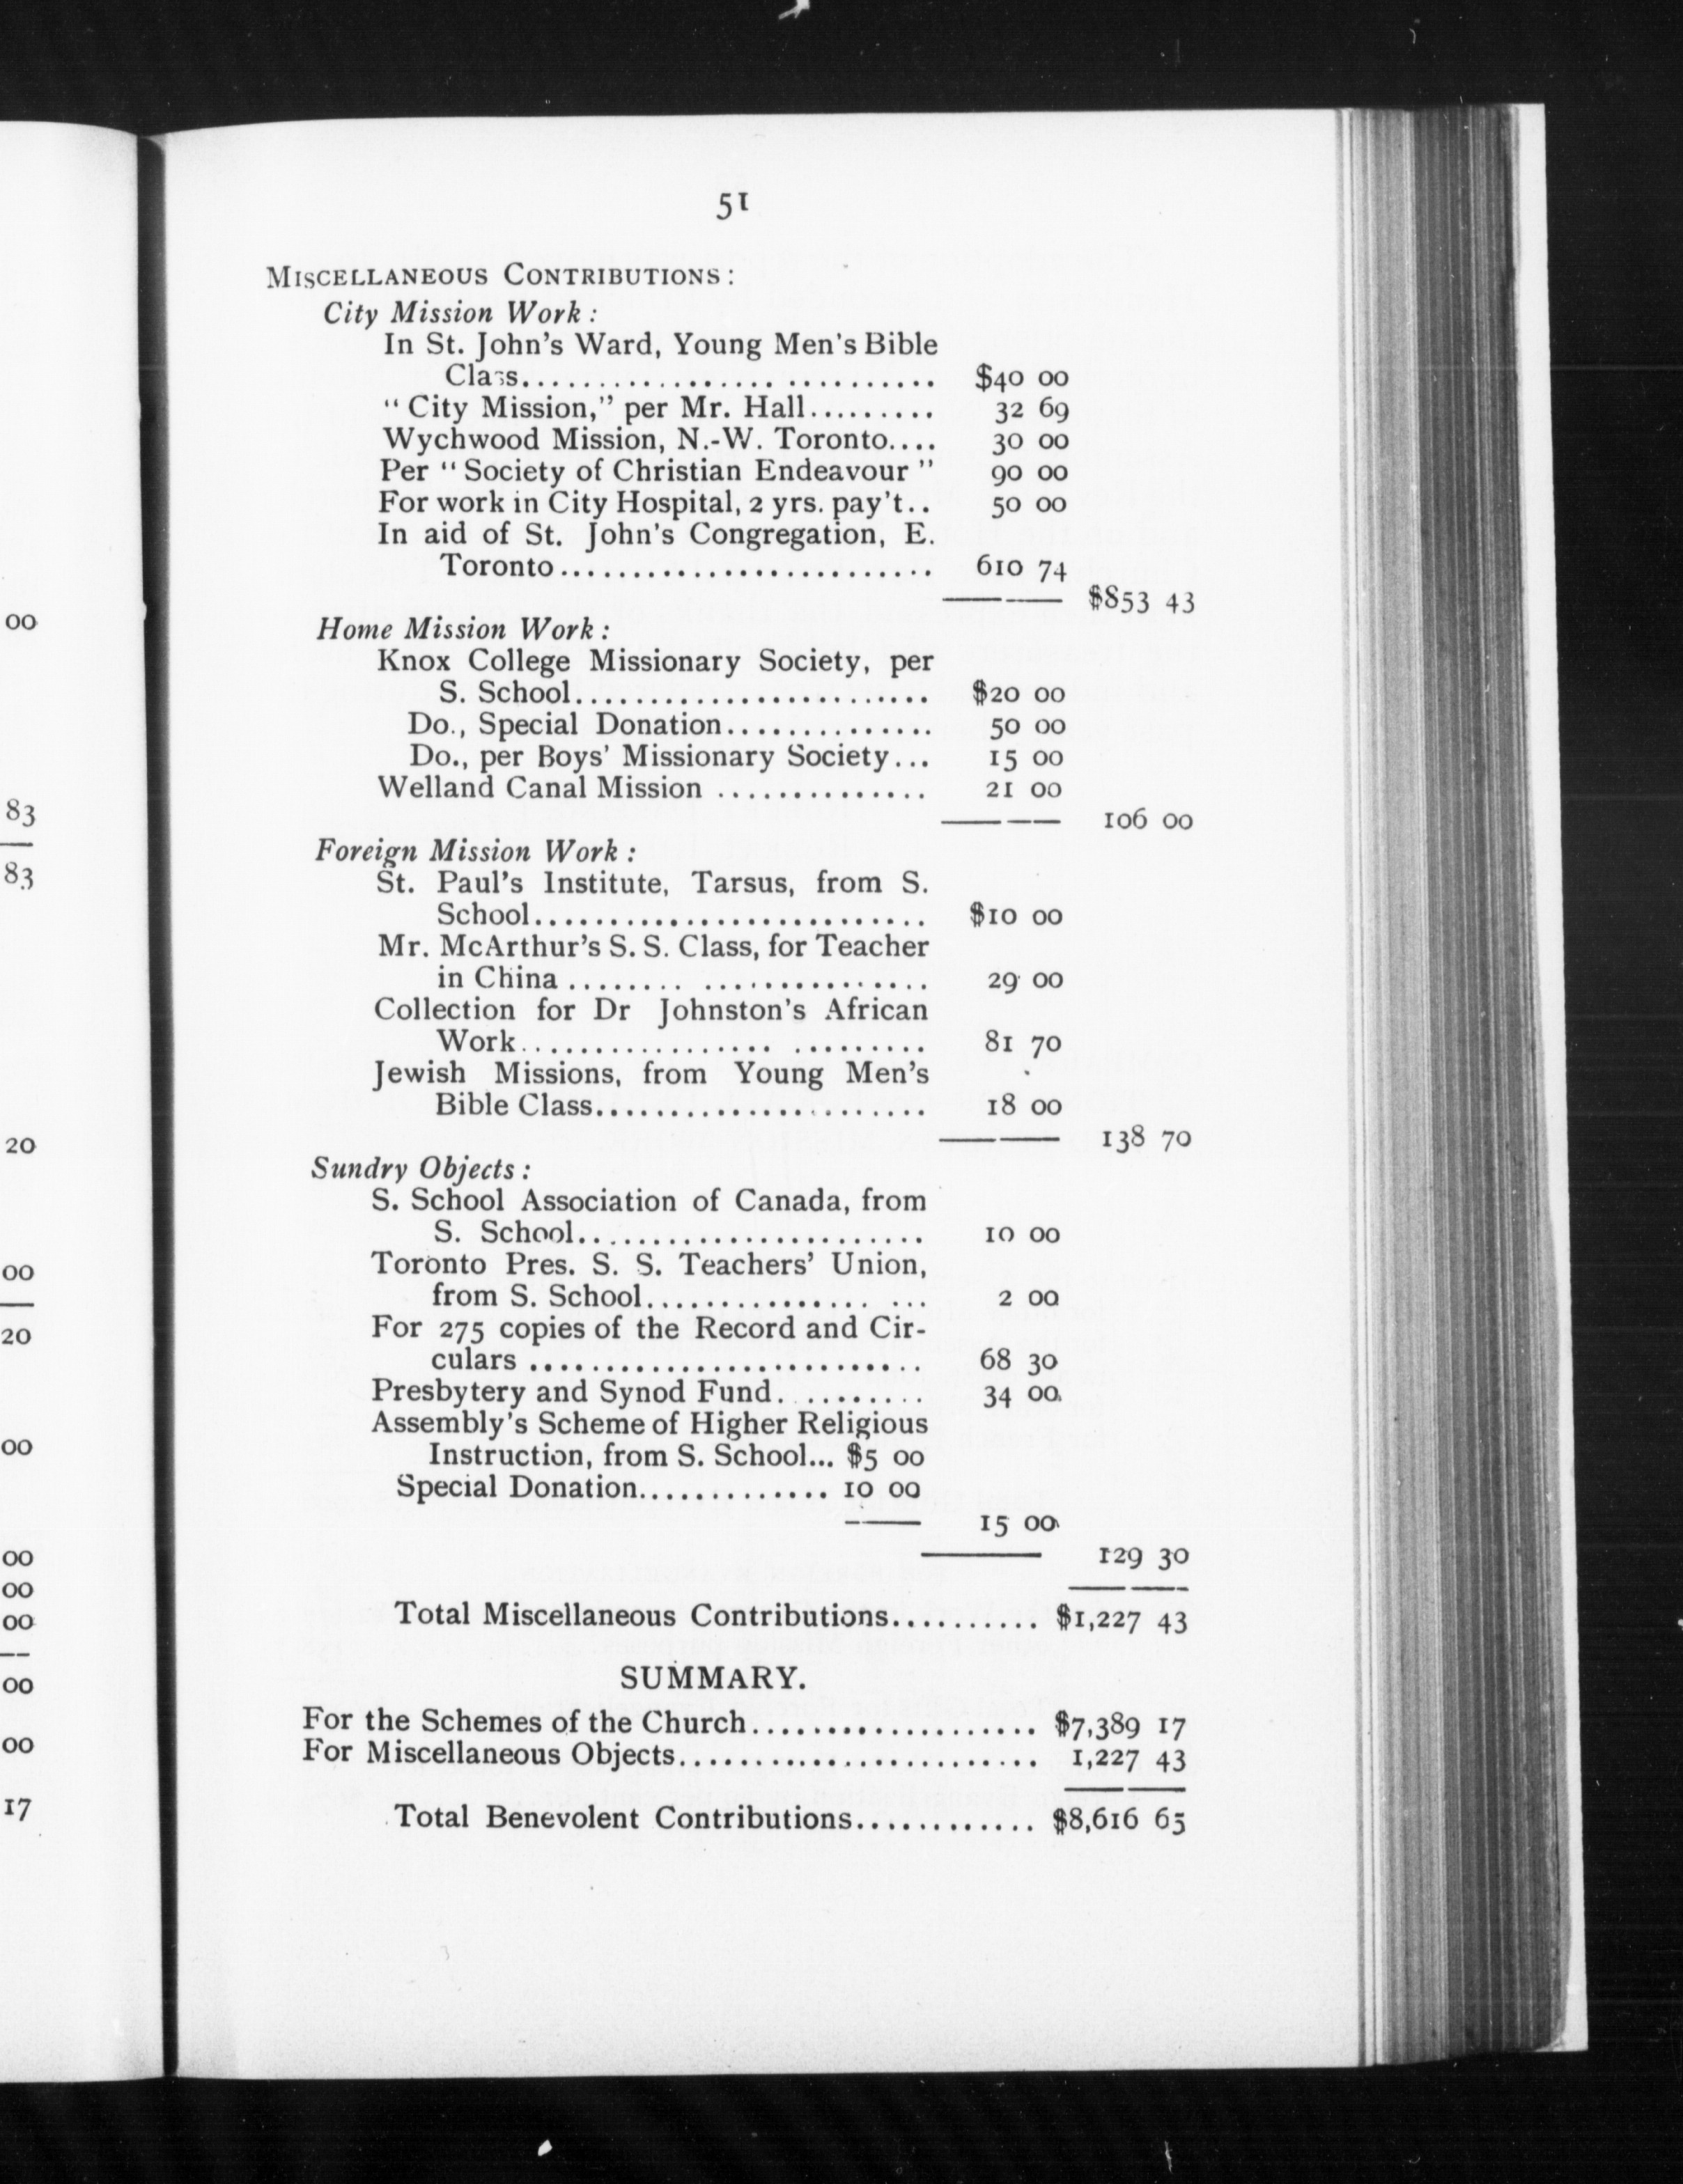 00
83
83
20
00
20
00
00
00
00
00
00
17
51
MISCELLANEOUS CONTRIBUTIONS:
City Mission Work:
In St. John's Ward, Young Men's Bible
Class........................... $40 00
"City Mission," per Mr. Hall......... 32 69
Wychwood Mission, N.-W. Toronto.... 30 00
Per "Society of Christian Endeavour" 90 00
For work in City Hospital, 2 yrs. pay't.. 50 00
In aid of St. John's Congregation, E.
Toronto......................... 610 74
$853 43
Home Mission Work:
Knox College Missionary Society, per
S. School........................ $20 00
Do., Special Donation.............. 50 00
Do., per Boys' Missionary Society... 15 00
Welland Canal Mission .............. 21 00
106 00
Foreign Mission Work:
St. Paul's Institute, Tarsus, from S.
School.......................... $10 00
Mr. McArthur's S. S. Class, for Teacher
in China ........ ............... 29 00
Collection for Dr Johnston's African
Work................. ......... 81 70
Jewish Missions, from Young Men's
Bible Class...................... 18 00
138 70
Sundry Objects:
S. School Association of Canada, from
S. School....................... 10 00
Toronto Pres. S. S. Teachers' Union,
from S. School............... ... 2 00
For 275 copies of the Record and Cir-
culars .......................... 68 30
Presbytery and Synod Fund.......... 34 00
Assembly's Scheme of Higher Religious
Instruction, from S. School... $5 00
Special Donation............. 10 00
15 00
129 30
Total Miscellaneous Contributions.......... $1,227 43
SUMMARY.
For the Schemes of the Church................... $7,389 17
For Miscellaneous Objects........................ 1,227 43
Total Benevolent Contributions............ $8,616 65